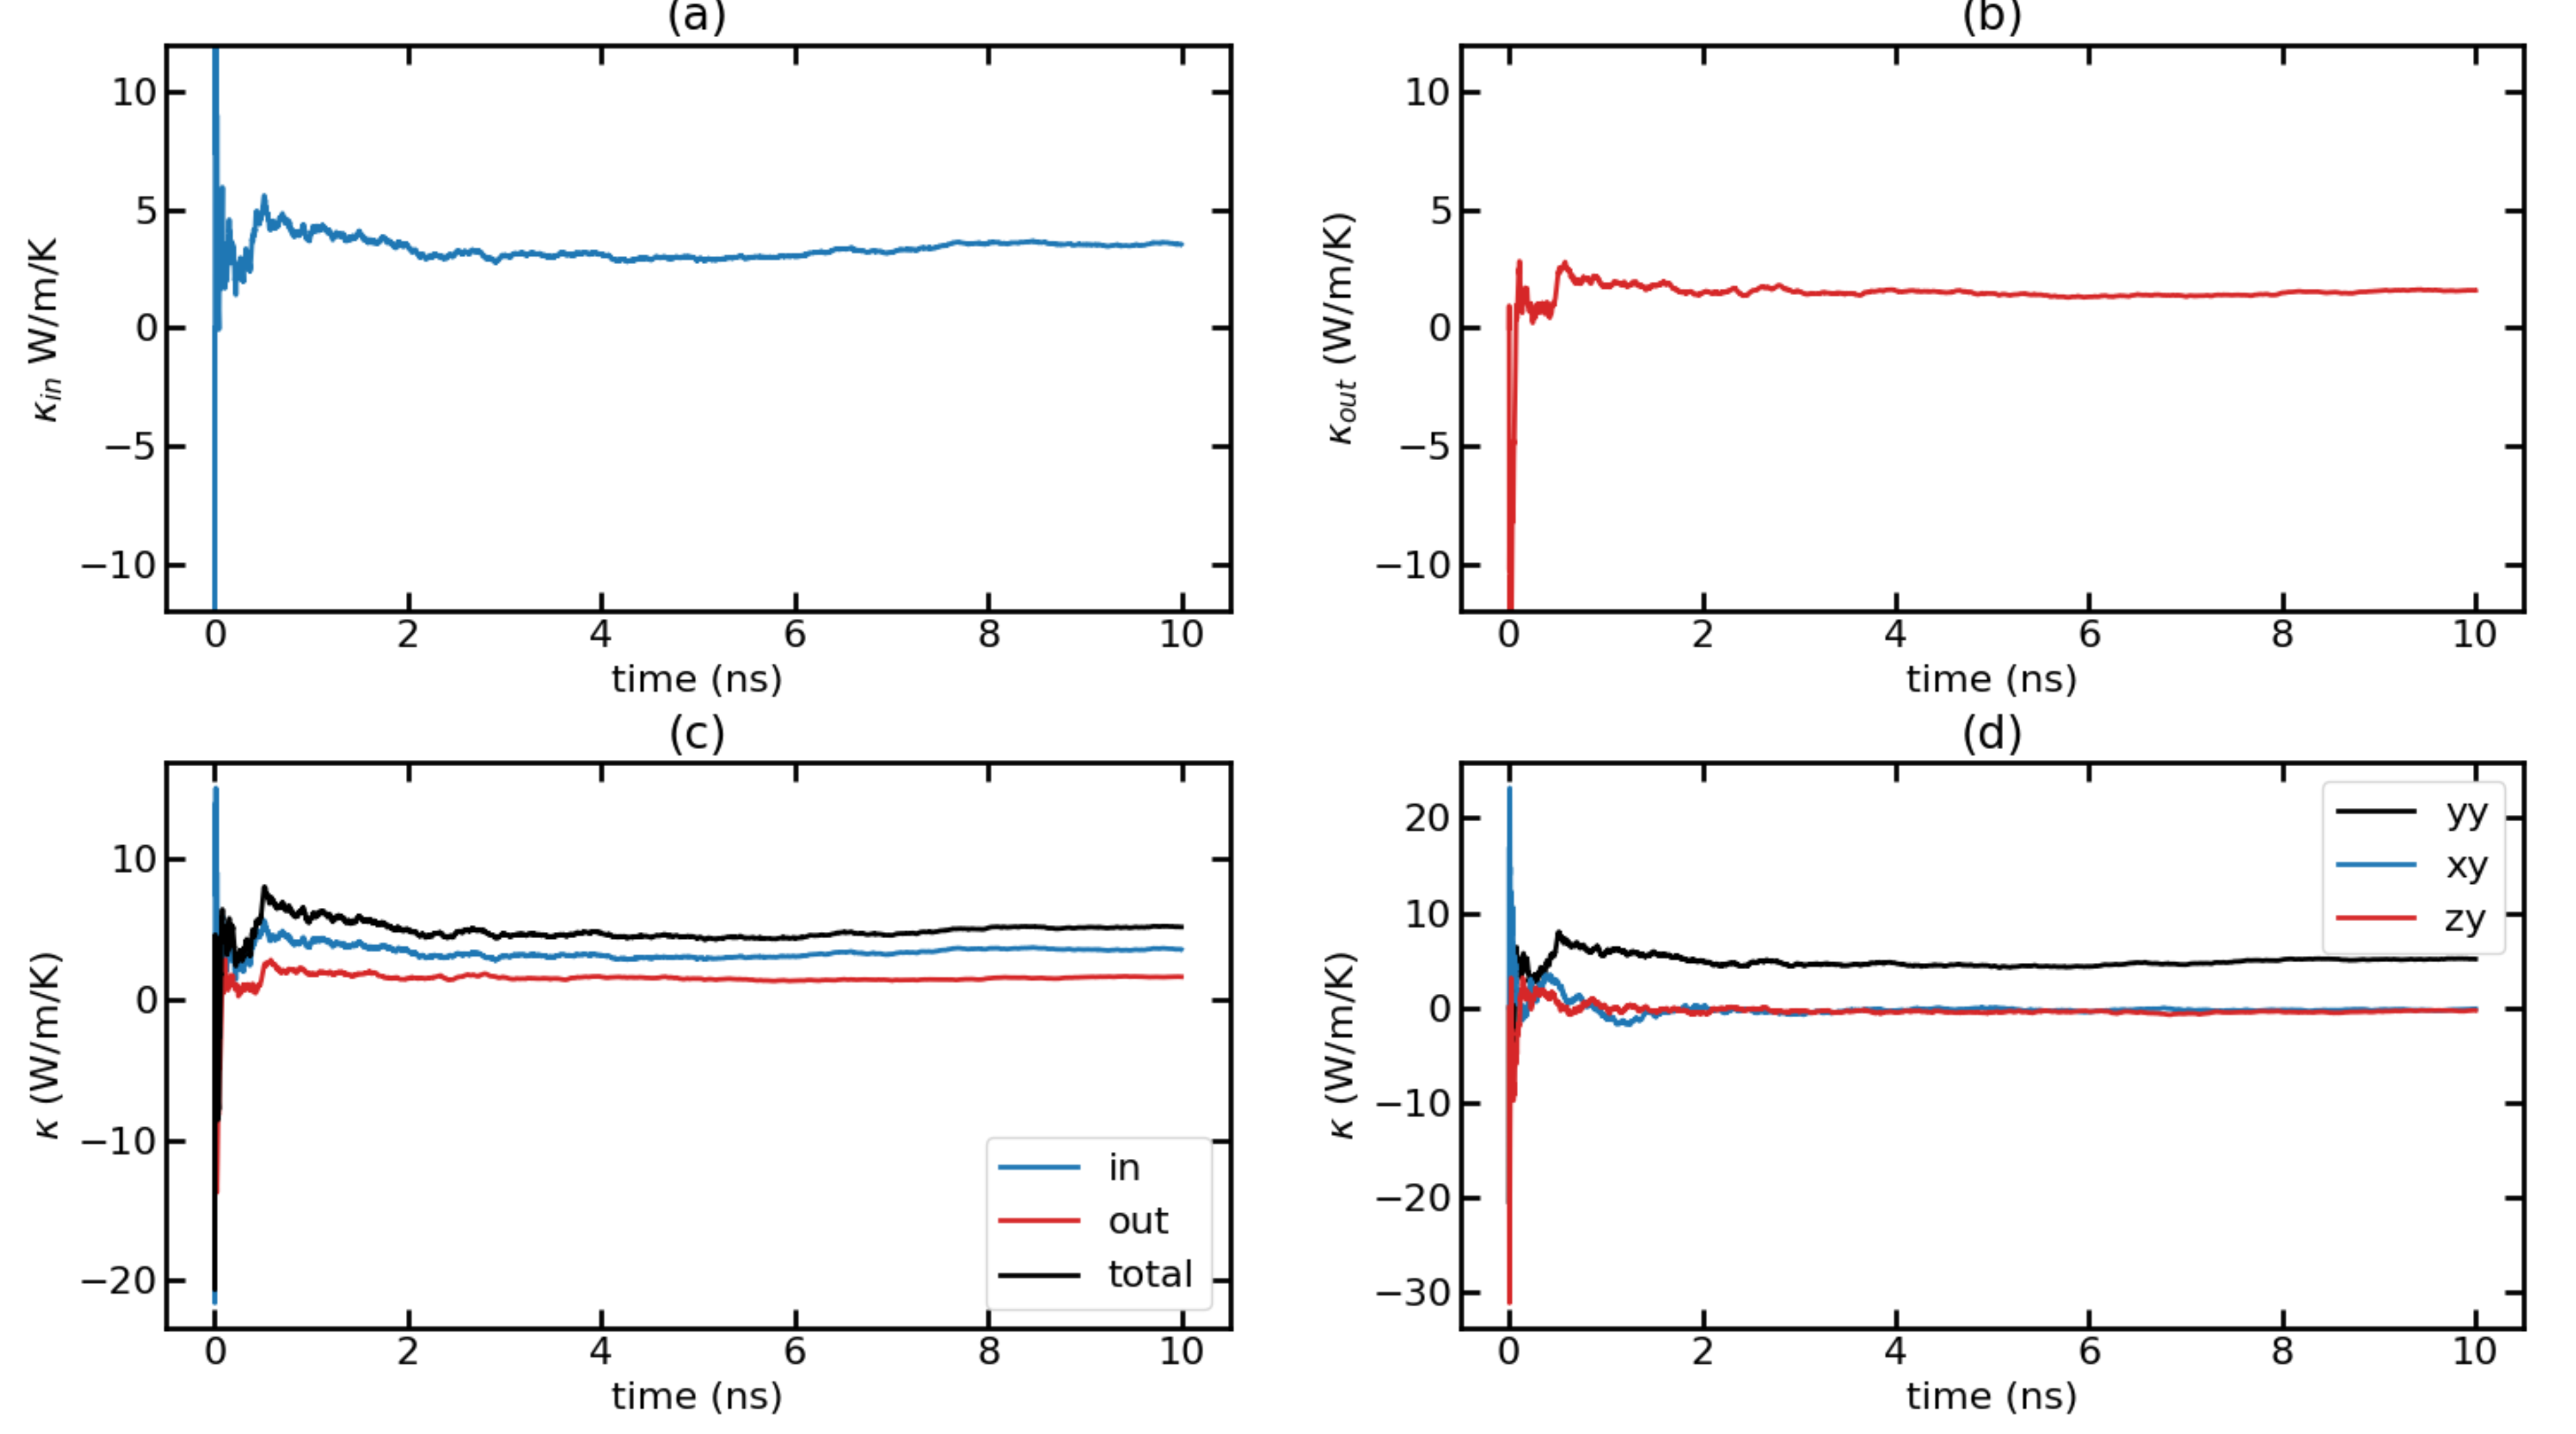 (a)
10
5
0
−5
−10
κin W/m/K
0 2 4 6 8 10
time (ns)
(b)
10
5
0
−5
−10
κout (W/m/K)
0 2 4 6 8 10
time (ns)
(c)
10
0
−10
−20
κ (W/m/K)
in
out
total
0 2 4 6 8 10
time (ns)
(d)
20
10
0
−10
−20
−30
κ (W/m/K)
yy
xy
zy
0 2 4 6 8 10
time (ns)